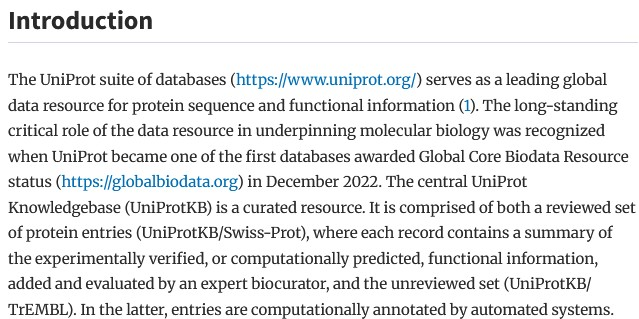 Introduction
The UniProt suite of databases (https://www.uniprot.org/) serves as a leading global
data resource for protein sequence and functional information (1). The long-standing
critical role of the data resource in underpinning molecular biology was recognized
when UniProt became one of the first databases awarded Global Core Biodata Resource
status (https://globalbiodata.org) in December 2022. The central UniProt
Knowledgebase (UniProtKB) is a curated resource. It is comprised of both a reviewed set
of protein entries (UniProtKB/Swiss-Prot), where each record contains a summary of
the experimentally verified, or computationally predicted, functional information,
added and evaluated by an expert biocurator, and the unreviewed set (UniProtKB/
TrEMBL). In the latter, entries are computationally annotated by automated systems.